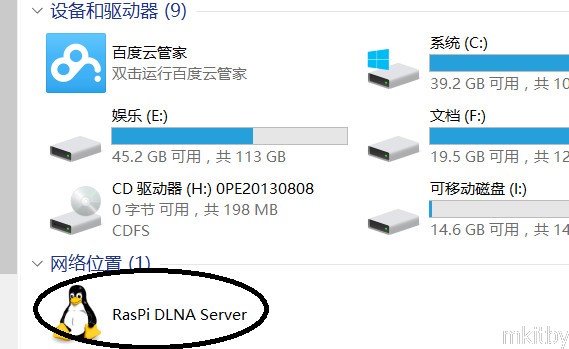 设备和驱动器 (9)
百度云管家
双击运行百度云管家
系统 (C:)
39.2 GB 可用，共 10
娱乐 (E:)
45.2 GB 可用，共 113 GB
文档 (F:)
19.5 GB 可用，共 12
CD 驱动器 (H:) 0PE20130808
0 字节 可用，共 198 MB
CDFS
可移动磁盘 (I:)
14.6 GB 可用，共 14
网络位置 (1)
RasPi DLNA Server
mkitby